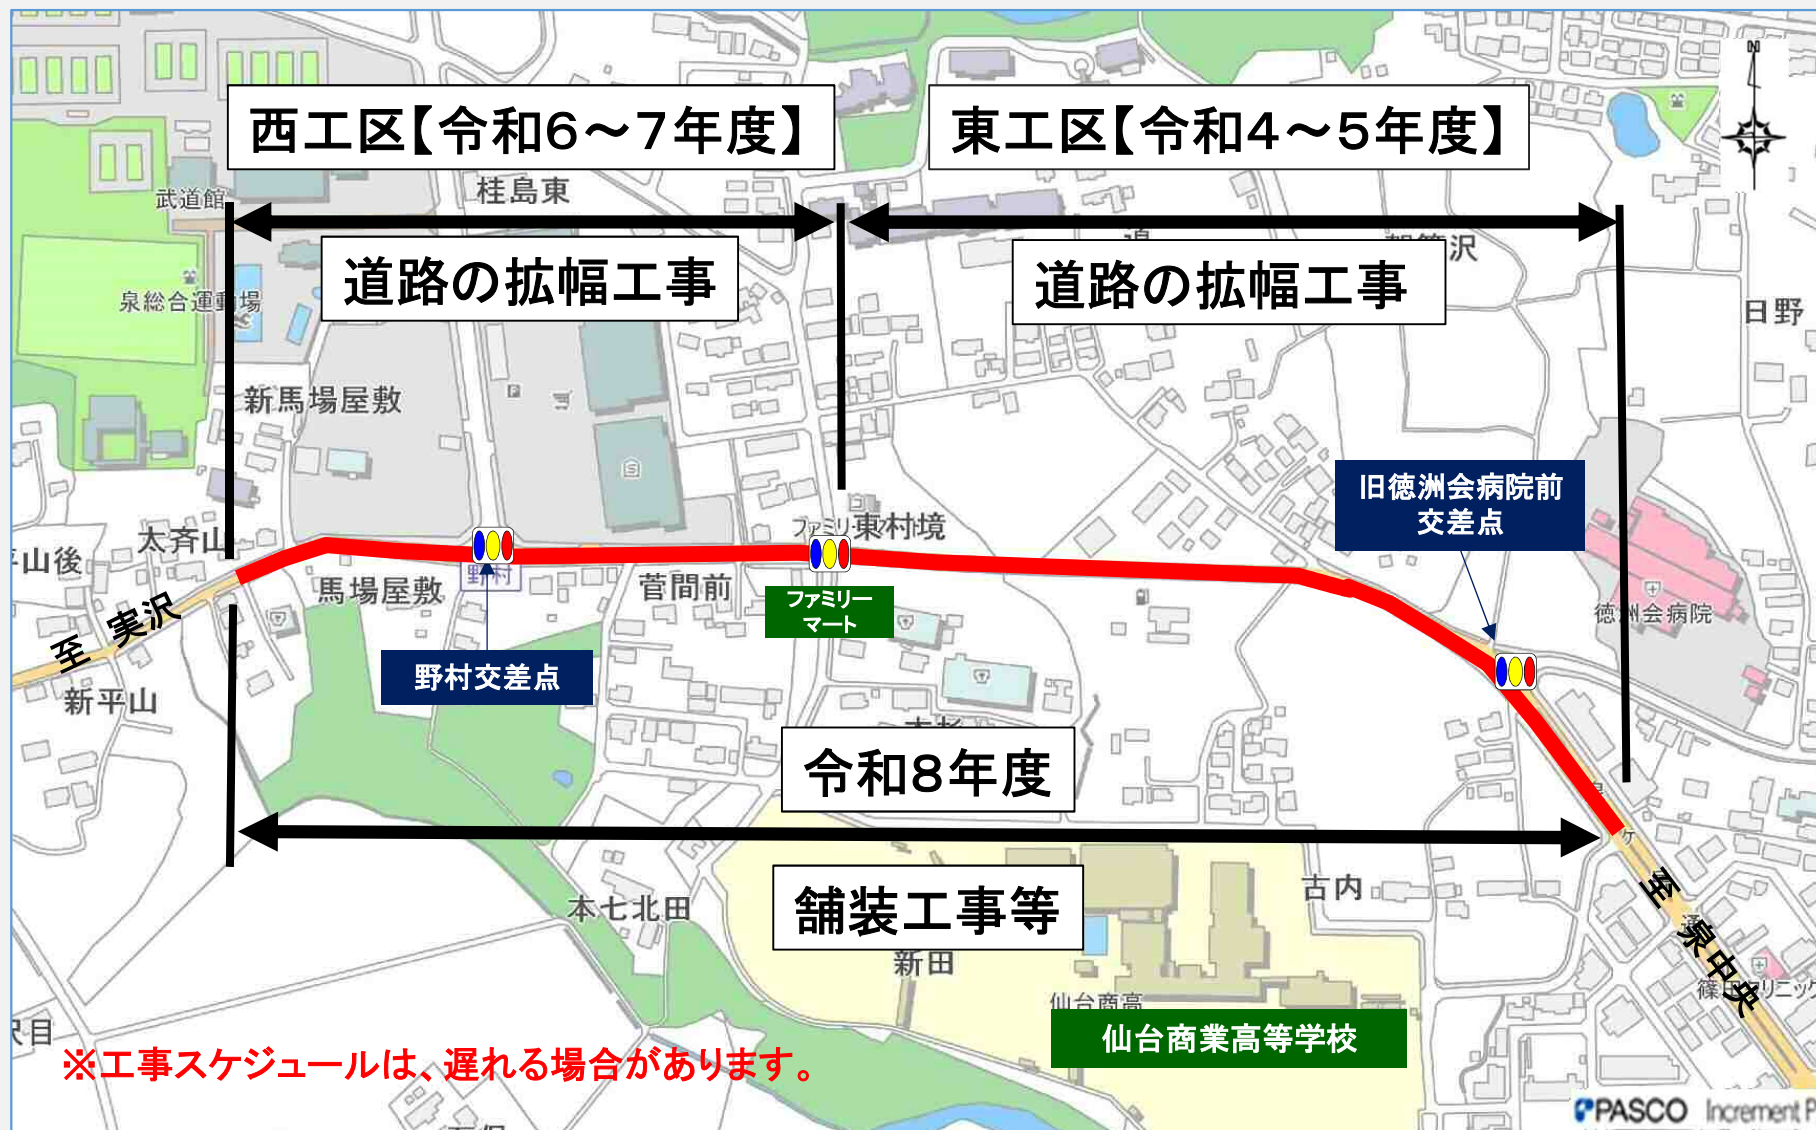 西工区【令和6～7年度】
東工区【令和4～5年度】
N
武道館
桂島東
道路の拡幅工事
道路の拡幅工事
泉総合運動場
日野
新馬場屋敷
P
S
旧徳洲会病院前
交差点
東村境
太斉山
山後
野村
馬場屋敷
菅間前
ファミリー
マート
徳洲会病院
至 実沢
野村交差点
新平山
令和8年度
舗装工事等
古内
本七北田
新田
至 泉中央
仙台商高
仙台商業高等学校
※工事スケジュールは、遅れる場合があります。
PASCO Increment P